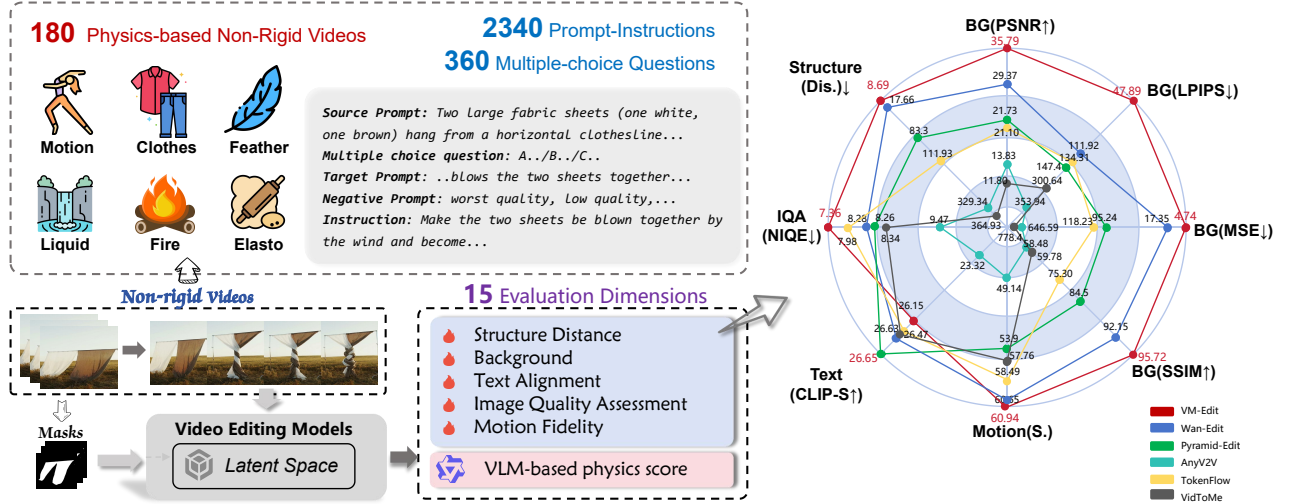 180 Physics-based Non-Rigid Videos
2340 Prompt-Instructions
360 Multiple-choice Questions
Motion
Clothes
Feather
Liquid
Fire
Elasto
Source Prompt: Two large fabric sheets (one white,
one brown) hang from a horizontal clothesline...
Multiple choice question: A../B../C..
Target Prompt: ..blows the two sheets together...
Negative Prompt: worst quality, low quality,...
Instruction: Make the two sheets be blown together by
the wind and become...
Non-rigid Videos
Masks
Video Editing Models
Latent Space
15 Evaluation Dimensions
Structure Distance
Background
Text Alignment
Image Quality Assessment
Motion Fidelity
VLM-based physics score
BG(PSNR↑)
35.79
29.37
21.73
21.10
13.83
11.80
BG(LPIPS↓)
47.89
111.92
134.31
147.4
300.64
353.94
BG(MSE↓)
4.74
17.35
95.24
118.23
646.59
778.4
BG(SSIM↑)
95.72
92.15
84.5
75.30
59.78
58.48
Motion(S.)
60.94
58.49
57.76
53.9
49.14
Text
(CLIP-S↑)
26.65
26.63
26.47
26.15
23.32
IQA
(NIQE↓)
7.36
7.98
8.28
8.26
8.34
9.47
Structure
(Dis.)↓
8.69
17.66
83.3
111.93
329.34
364.93
VM-Edit
Wan-Edit
Pyramid-Edit
AnyV2V
TokenFlow
VidToMe